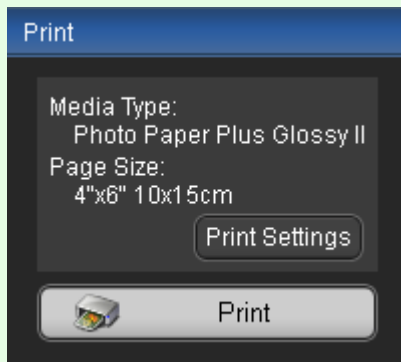 Print
Media Type:
Photo Paper Plus Glossy II
Page Size:
4"x6" 10x15cm
Print Settings
Print